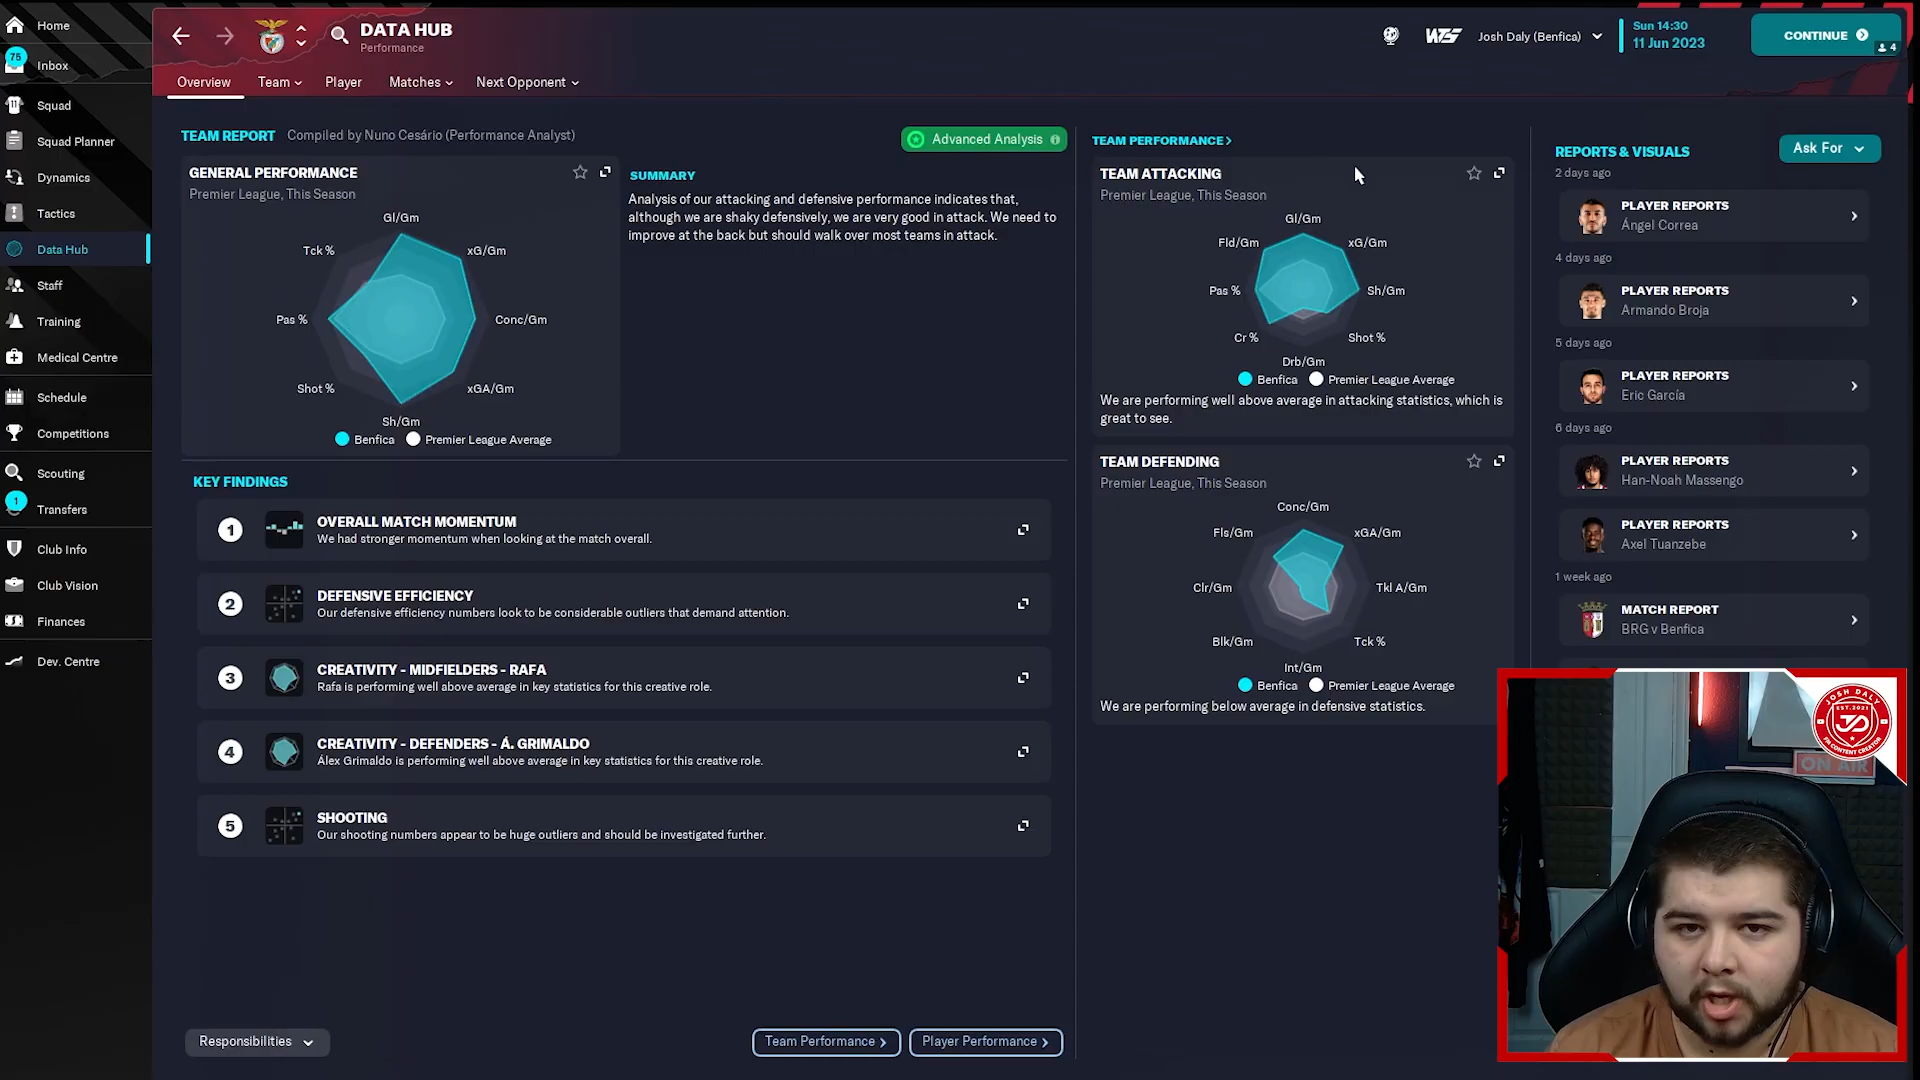 Home
75
Inbox
Squad
Squad Planner
Dynamics
Tactics
Data Hub
Staff
Training
Medical Centre
Schedule
Competitions
Scouting
1
Transfers
Club Info
Club Vision
Finances
Dev. Centre
DATA HUB
Performance
Josh Daly (Benfica)
Sun 14:30
11 Jun 2023
CONTINUE
4
Overview
Team
Player
Matches
Next Opponent
TEAM REPORT Compiled by Nuno Cesário (Performance Analyst)
Advanced Analysis
GENERAL PERFORMANCE
Premier League, This Season
Gl/Gm
xG/Gm
Conc/Gm
xGA/Gm
Sh/Gm
Shot %
Pas %
Tck %
Benfica
Premier League Average
SUMMARY
Analysis of our attacking and defensive performance indicates that,
although we are shaky defensively, we are very good in attack. We need to
improve at the back but should walk over most teams in attack.
KEY FINDINGS
1
OVERALL MATCH MOMENTUM
We had stronger momentum when looking at the match overall.
2
DEFENSIVE EFFICIENCY
Our defensive efficiency numbers look to be considerable outliers that demand attention.
3
CREATIVITY - MIDFIELDERS - RAFA
Rafa is performing well above average in key statistics for this creative role.
4
CREATIVITY - DEFENDERS - Á. GRIMALDO
Álex Grimaldo is performing well above average in key statistics for this creative role.
5
SHOOTING
Our shooting numbers appear to be huge outliers and should be investigated further.
Responsibilities
Team Performance
Player Performance
TEAM PERFORMANCE
TEAM ATTACKING
Premier League, This Season
Gl/Gm
xG/Gm
Sh/Gm
Shot %
Drb/Gm
Cr %
Pas %
Fld/Gm
Benfica
Premier League Average
We are performing well above average in attacking statistics, which is
great to see.
TEAM DEFENDING
Premier League, This Season
Conc/Gm
xGA/Gm
Tkl A/Gm
Tck %
Int/Gm
Blk/Gm
Clr/Gm
Fls/Gm
Benfica
Premier League Average
We are performing below average in defensive statistics.
REPORTS & VISUALS
Ask For
2 days ago
PLAYER REPORTS
Ángel Correa
4 days ago
PLAYER REPORTS
Armando Broja
5 days ago
PLAYER REPORTS
Eric García
6 days ago
PLAYER REPORTS
Han-Noah Massengo
PLAYER REPORTS
Axel Tuanzebe
1 week ago
MATCH REPORT
BRG v Benfica
JOSH DALY
EST.2021
JD
FM CONTENT CREATOR
ON AIR